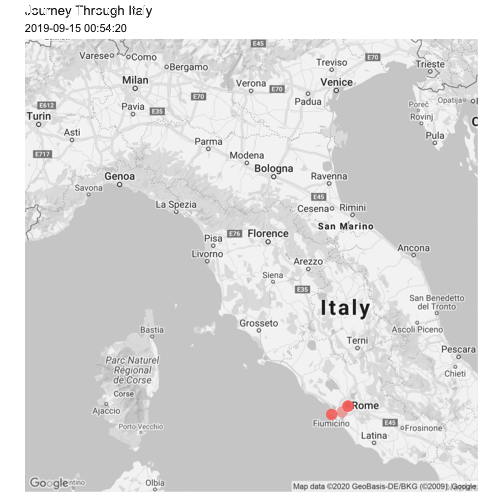 Journey Through Italy
2019-09-15 00:54:20
E45
E70
Varese
Como
Bergamo
Treviso
Trieste
Milan
Verona
Venice
E70
E70
Padua
Poreč
Opatija
E612
Pavia
E35
Rovinj
Turin
Pula
Asti
Parma
E717
Modena
Bologna
Genoa
Ravenna
Savona
E45
La Spezia
Cesena
Rimini
San Marino
Pisa
E76
Florence
Livorno
Ancona
Arezzo
Siena
E35
San Benedetto
del Tronto
Italy
Grosseto
Ascoli Piceno
Bastia
Terni
Pescara
Parc Naturel
Régional
de Corse
Chieti
Corse
Ajaccio
Rome
Porto-Vecchio
Fiumicino
E45
Frosinone
Latina
Google
Olbia
Map data ©2020 GeoBasis-DE/BKG (©2009), Google